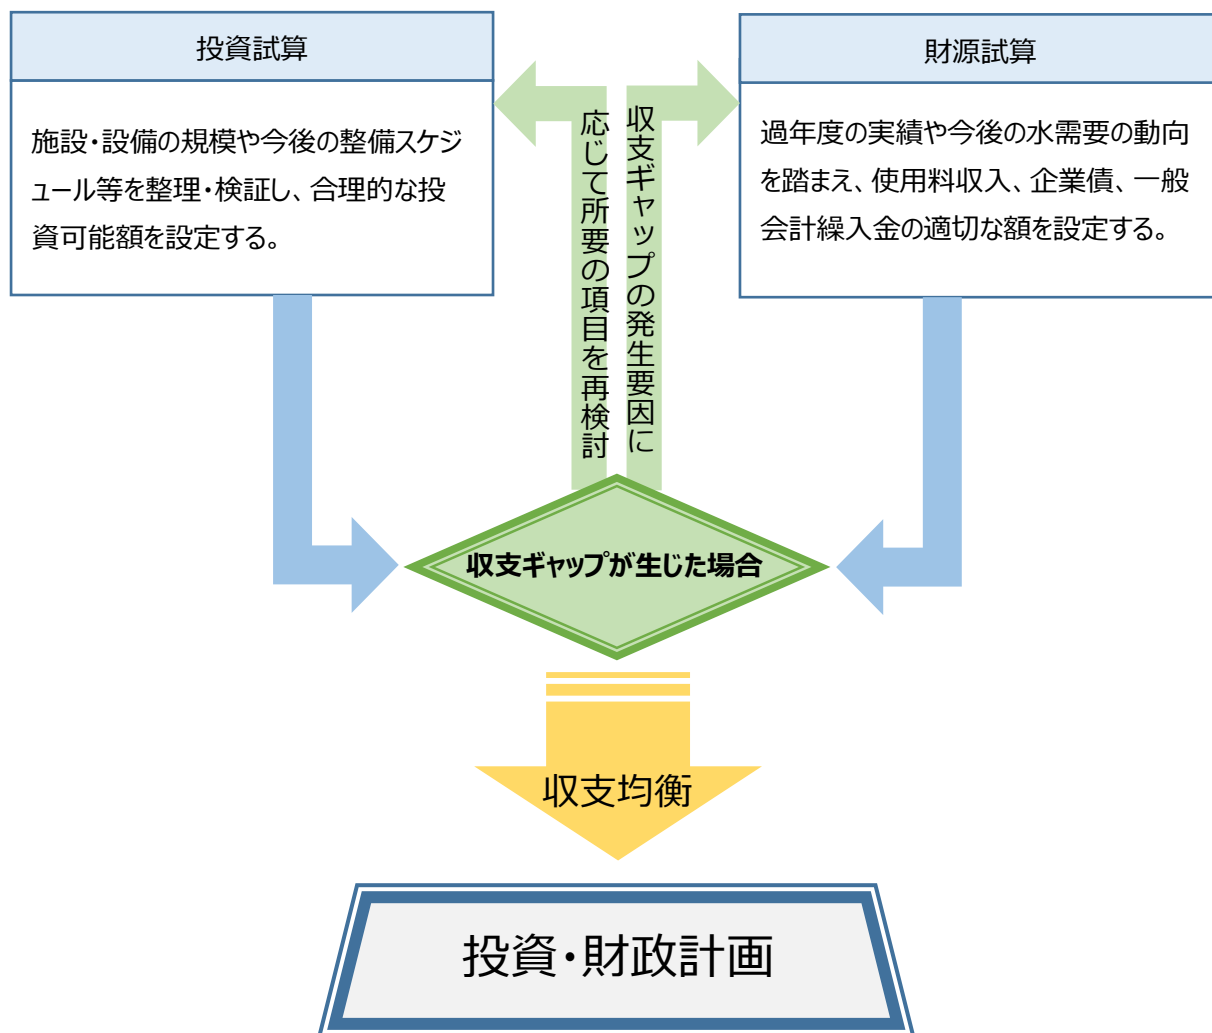 投資試算
施設・設備の規模や今後の整備スケジ
ュール等を整理・検証し、合理的な投
資可能額を設定する。
財源試算
過年度の実績や今後の水需要の動向
を踏まえ、使用料収入、企業債、一般
会計繰入金の適切な額を設定する。
収支ギャップの発生要因に
応じて所要の項目を再検討
収支ギャップが生じた場合
収支均衡
投資・財政計画